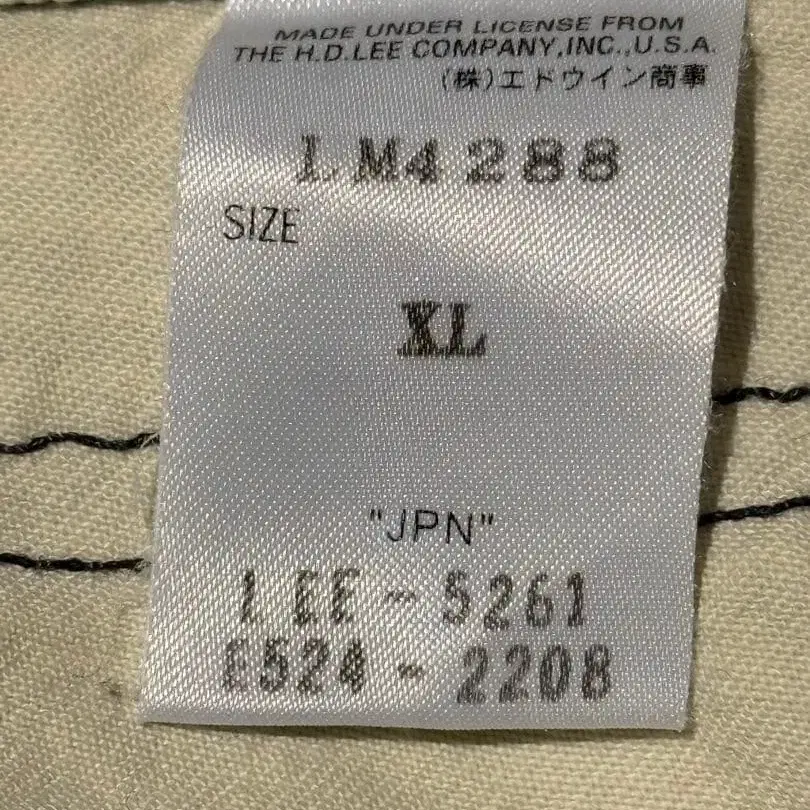 MADE UNDER LICENSE FROM
THE H.D.LEE COMPANY,INC.,U.S.A.
(株)エドウイン商事
LM4288
SIZE
XL
"JPN"
LEE-5261
E524-2208